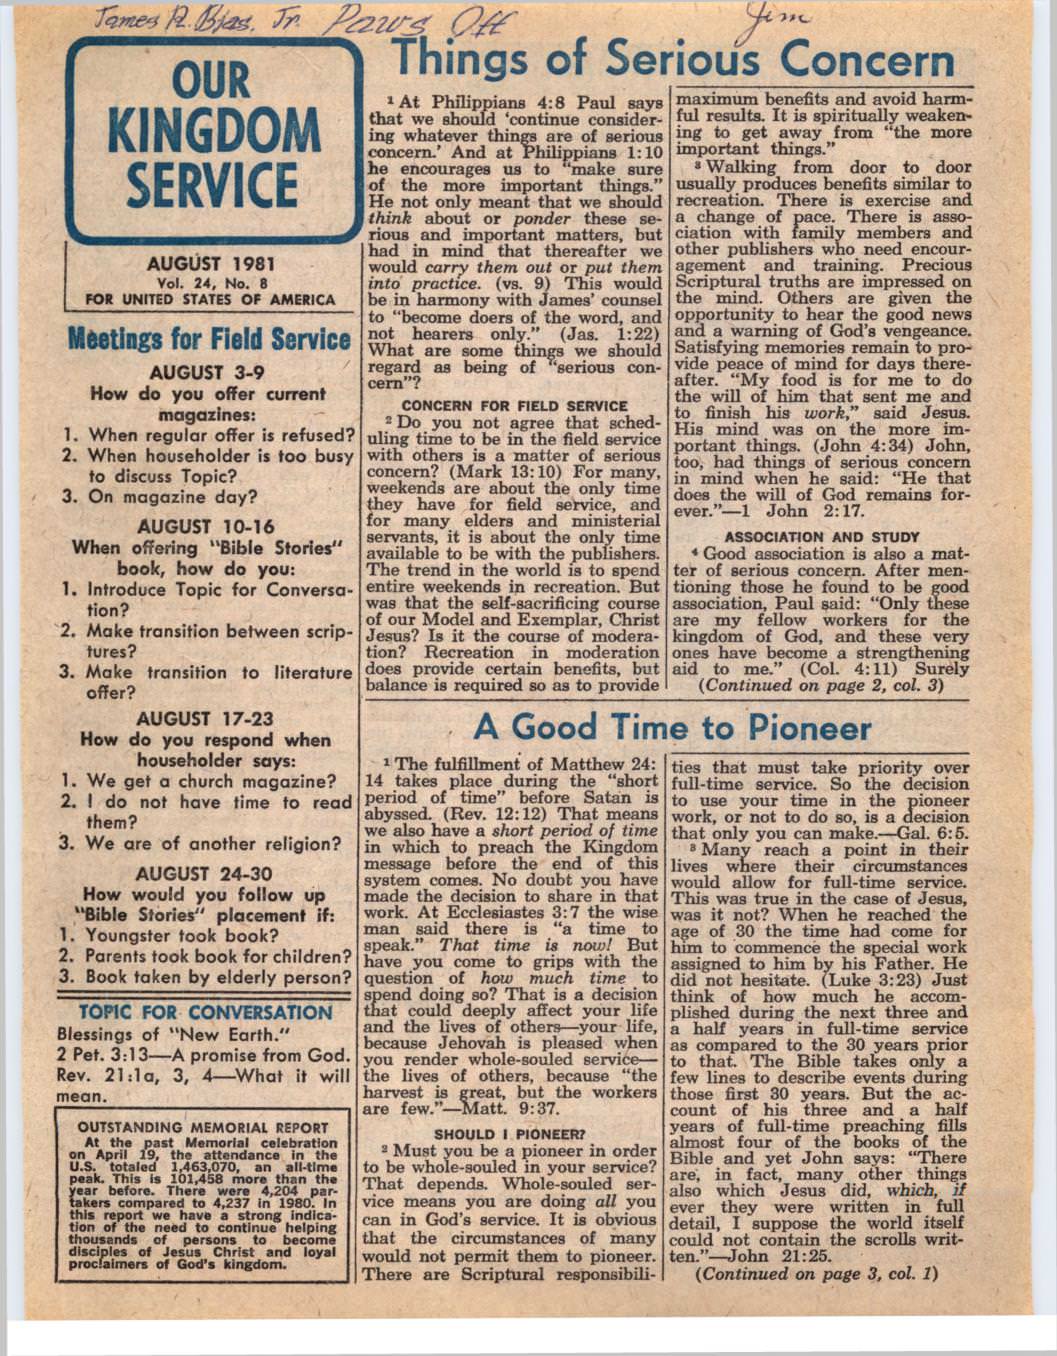 James R. Bias, Jr. Paws Off Jim
OUR
KINGDOM
SERVICE
AUGUST 1981
Vol. 24, No. 8
FOR UNITED STATES OF AMERICA
Meetings for Field Service
AUGUST 3-9
How do you offer current
magazines:
1. When regular offer is refused?
2. When householder is too busy
to discuss Topic?
3. On magazine day?
AUGUST 10-16
When offering "Bible Stories"
book, how do you:
1. Introduce Topic for Conversa-
tion?
2. Make transition between scrip-
tures?
3. Make transition to literature
offer?
AUGUST 17-23
How do you respond when
householder says:
1. We get a church magazine?
2. I do not have time to read
them?
3. We are of another religion?
AUGUST 24-30
How would you follow up
"Bible Stories" placement if:
1. Youngster took book?
2. Parents took book for children?
3. Book taken by elderly person?
TOPIC FOR CONVERSATION
Blessings of "New Earth."
2 Pet. 3:13—A promise from God.
Rev. 21:1a, 3, 4—What it will
mean.
OUTSTANDING MEMORIAL REPORT
At the past Memorial celebration
on April 19, the attendance in the
U.S. totaled 1,463,070, an all-time
peak. This is 101,458 more than the
year before. There were 4,204 par-
takers compared to 4,237 in 1980. In
this report we have a strong indica-
tion of the need to continue helping
thousands of persons to become
disciples of Jesus Christ and loyal
proclaimers of God's kingdom.
Things of Serious Concern
1 At Philippians 4:8 Paul says
that we should 'continue consider-
ing whatever things are of serious
concern.' And at Philippians 1:10
he encourages us to "make sure
of the more important things."
He not only meant that we should
think about or ponder these se-
rious and important matters, but
had in mind that thereafter we
would carry them out or put them
into practice. (vs. 9) This would
be in harmony with James' counsel
to "become doers of the word, and
not hearers only." (Jas. 1:22)
What are some things we should
regard as being of "serious con-
cern"?
CONCERN FOR FIELD SERVICE
2 Do you not agree that sched-
uling time to be in the field service
with others is a matter of serious
concern? (Mark 13:10) For many,
weekends are about the only time
they have for field service, and
for many elders and ministerial
servants, it is about the only time
available to be with the publishers.
The trend in the world is to spend
entire weekends in recreation. But
was that the self-sacrificing course
of our Model and Exemplar, Christ
Jesus? Is it the course of modera-
tion? Recreation in moderation
does provide certain benefits, but
balance is required so as to provide
maximum benefits and avoid harm-
ful results. It is spiritually weaken-
ing to get away from "the more
important things."
3 Walking from door to door
usually produces benefits similar to
recreation. There is exercise and
a change of pace. There is asso-
ciation with family members and
other publishers who need encour-
agement and training. Precious
Scriptural truths are impressed on
the mind. Others are given the
opportunity to hear the good news
and a warning of God's vengeance.
Satisfying memories remain to pro-
vide peace of mind for days there-
after. "My food is for me to do
the will of him that sent me and
to finish his work," said Jesus.
His mind was on the more im-
portant things. (John 4:34) John,
too, had things of serious concern
in mind when he said: "He that
does the will of God remains for-
ever."—1 John 2:17.
ASSOCIATION AND STUDY
4 Good association is also a mat-
ter of serious concern. After men-
tioning those he found to be good
association, Paul said: "Only these
are my fellow workers for the
kingdom of God, and these very
ones have become a strengthening
aid to me." (Col. 4:11) Surely
(Continued on page 2, col. 3)
A Good Time to Pioneer
1 The fulfillment of Matthew 24:
14 takes place during the "short
period of time" before Satan is
abyssed. (Rev. 12:12) That means
we also have a short period of time
in which to preach the Kingdom
message before the end of this
system comes. No doubt you have
made the decision to share in that
work. At Ecclesiastes 3:7 the wise
man said there is "a time to
speak." That time is now! But
have you come to grips with the
question of how much time to
spend doing so? That is a decision
that could deeply affect your life
and the lives of others—your life,
because Jehovah is pleased when
you render whole-souled service—
the lives of others, because "the
harvest is great, but the workers
are few."—Matt. 9:37.
SHOULD I PIONEER?
2 Must you be a pioneer in order
to be whole-souled in your service?
That depends. Whole-souled ser-
vice means you are doing all you
can in God's service. It is obvious
that the circumstances of many
would not permit them to pioneer.
There are Scriptural responsibili-
ties that must take priority over
full-time service. So the decision
to use your time in the pioneer
work, or not to do so, is a decision
that only you can make.—Gal. 6:5.
3 Many reach a point in their
lives where their circumstances
would allow for full-time service.
This was true in the case of Jesus,
was it not? When he reached the
age of 30 the time had come for
him to commence the special work
assigned to him by his Father. He
did not hesitate. (Luke 3:23) Just
think of how much he accom-
plished during the next three and
a half years in full-time service
as compared to the 30 years prior
to that. The Bible takes only a
few lines to describe events during
those first 30 years. But the ac-
count of his three and a half
years of full-time preaching fills
almost four of the books of the
Bible and yet John says: "There
are, in fact, many other things
also which Jesus did, which, if
ever they were written in full
detail, I suppose the world itself
could not contain the scrolls writ-
ten."—John 21:25.
(Continued on page 3, col. 1)